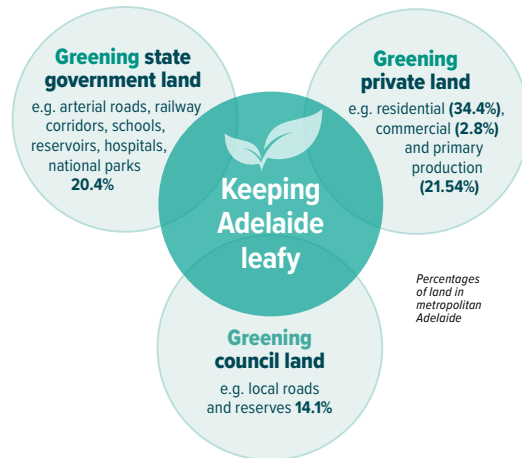 Greening state
government land
e.g. arterial roads, railway
corridors, schools,
reservoirs, hospitals,
national parks
20.4%
Greening
private land
e.g. residential (34.4%),
commercial (2.8%)
and primary
production
(21.54%)
Keeping
Adelaide
leafy
Percentages
of land in
metropolitan
Adelaide
Greening
council land
e.g. local roads
and reserves 14.1%